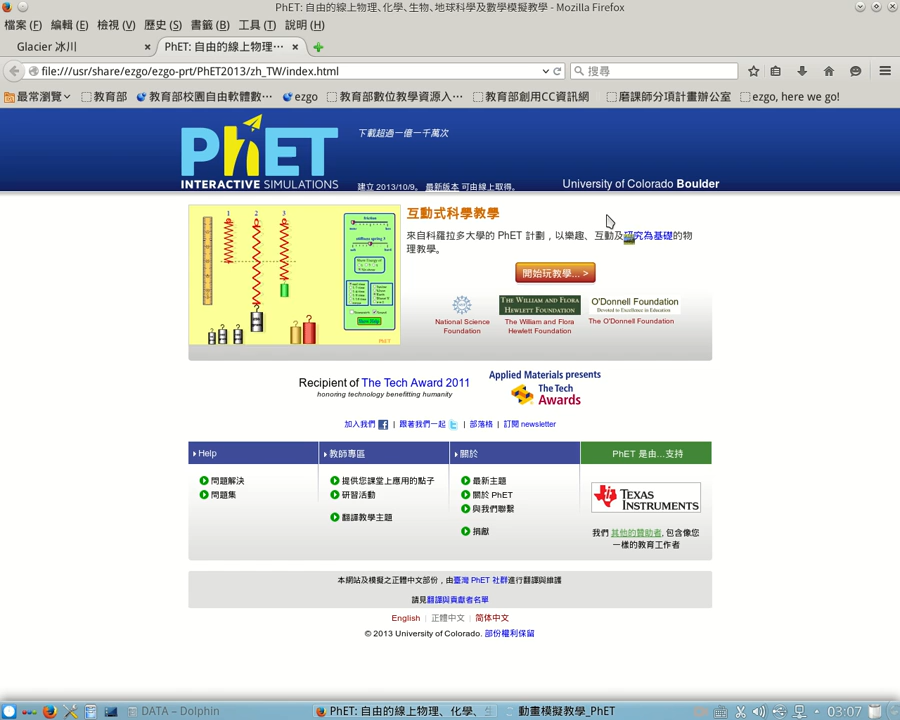 PhET: 自由的線上物理、化學、生物、地球科學及數學模擬教學 - Mozilla Firefox
檔案 (F) 編輯 (E) 檢視 (V) 歷史 (S) 書籤 (B) 工具 (T) 說明 (H)
Glacier 冰川
PhET: 自由的線上物理⋯
file:///usr/share/ezgo/ezgo-prt/PhET2013/zh_TW/index.html
搜尋
最常瀏覽
教育部
教育部校園自由軟體數⋯
ezgo
教育部數位教學資源入⋯
教育部創用CC資訊網
磨課師分項計畫辦公室
ezgo, here we go!
PhET
INTERACTIVE SIMULATIONS
下載超過一億一千萬次
建立 2013/10/9。 最新版本 可由線上取得。
University of Colorado Boulder
1 2 3
friction
PhET
互動式科學教學
來自科羅拉多大學的 PhET 計劃，以樂趣、互動及研究為基礎的物
理教學。
開始玩教學... >
National Science
Foundation
THE WILLIAM AND FLORA
HEWLETT FOUNDATION
The William and Flora
Hewlett Foundation
O'Donnell Foundation
Devoted to Excellence in Education
The O'Donnell Foundation
Recipient of The Tech Award 2011
honoring technology benefitting humanity
Applied Materials presents
The Tech
Awards
加入我們 | 跟著我們一起 | 部落格 | 訂閱 newsletter
Help
問題解決
問題集
教師專區
提供您課堂上應用的點子
研習活動
翻譯教學主題
關於
最新主題
關於 PhET
與我們聯繫
捐獻
PhET 是由...支持
TEXAS
INSTRUMENTS
我們 其他的贊助者, 包含像您
一樣的教育工作者
本網站及模擬之正體中文部份，由臺灣 PhET 社群進行翻譯與維護
請見翻譯與貢獻者名單
English | 正體中文 | 简体中文
© 2013 University of Colorado. 部份權利保留
DATA – Dolphin
PhET: 自由的線上物理、化學、
動畫模擬教學_PhET
03:07